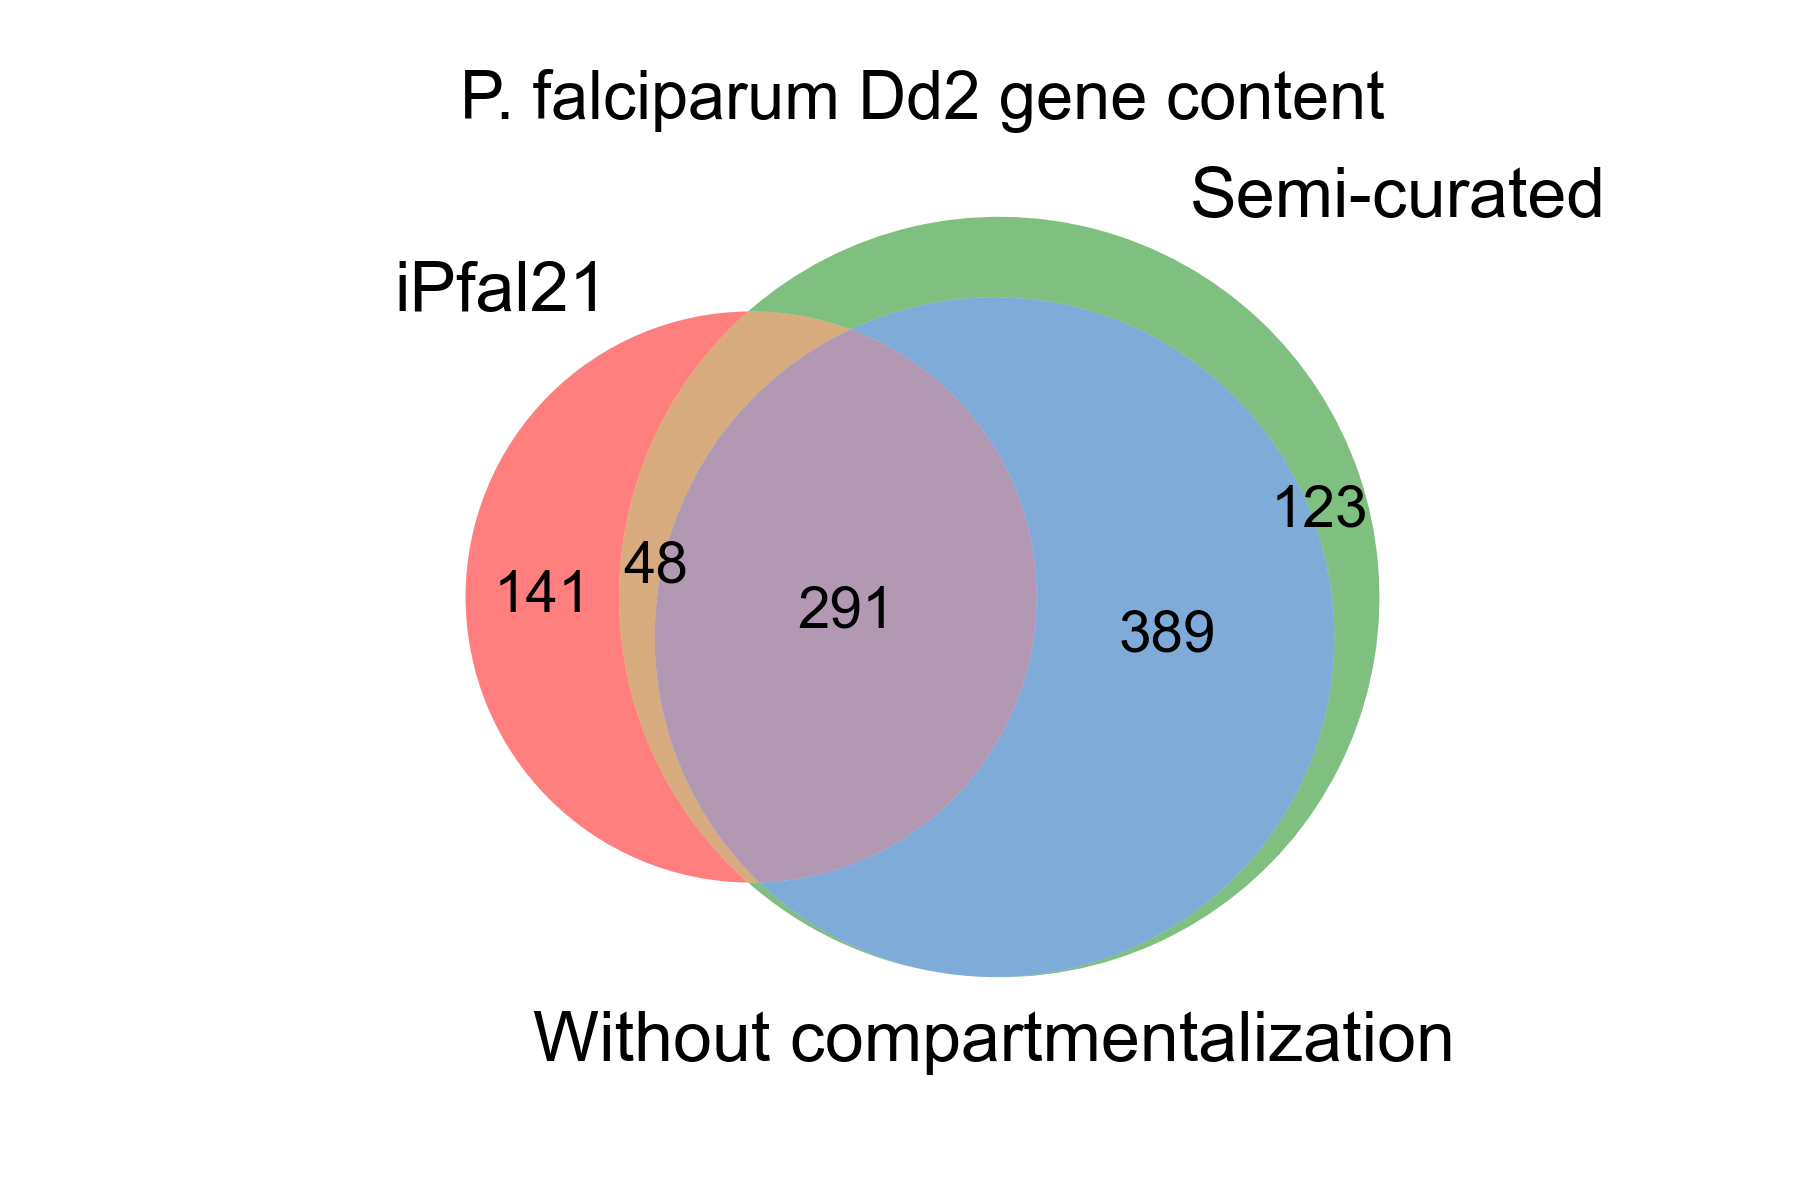 P. falciparum Dd2 gene content
Semi-curated
iPfal21
123
48
141
291
389
Without compartmentalization